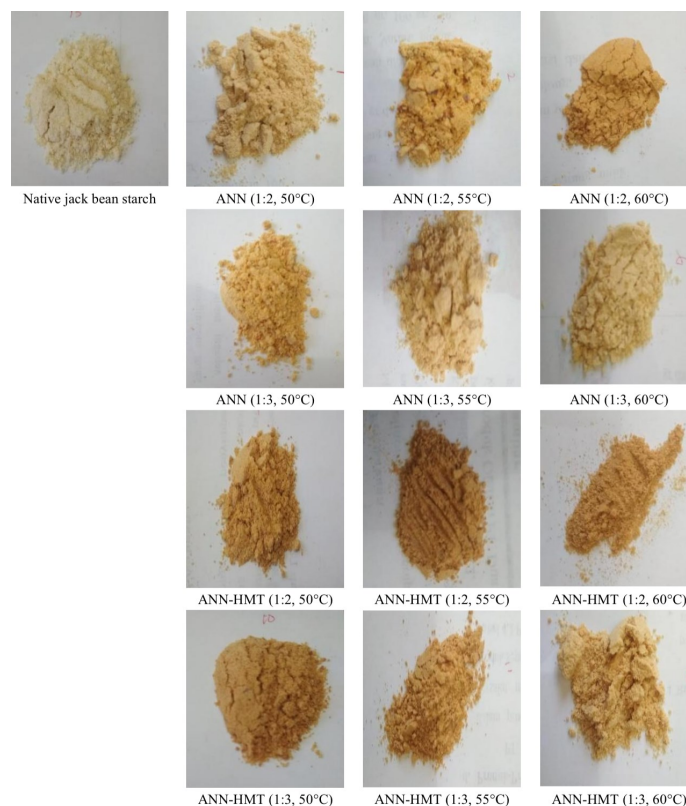 Native jack bean starch
ANN (1:2, 50°C)
ANN (1:2, 55°C)
ANN (1:2, 60°C)
ANN (1:3, 50°C)
ANN (1:3, 55°C)
ANN (1:3, 60°C)
ANN-HMT (1:2, 50°C)
ANN-HMT (1:2, 55°C)
ANN-HMT (1:2, 60°C)
ANN-HMT (1:3, 50°C)
ANN-HMT (1:3, 55°C)
ANN-HMT (1:3, 60°C)